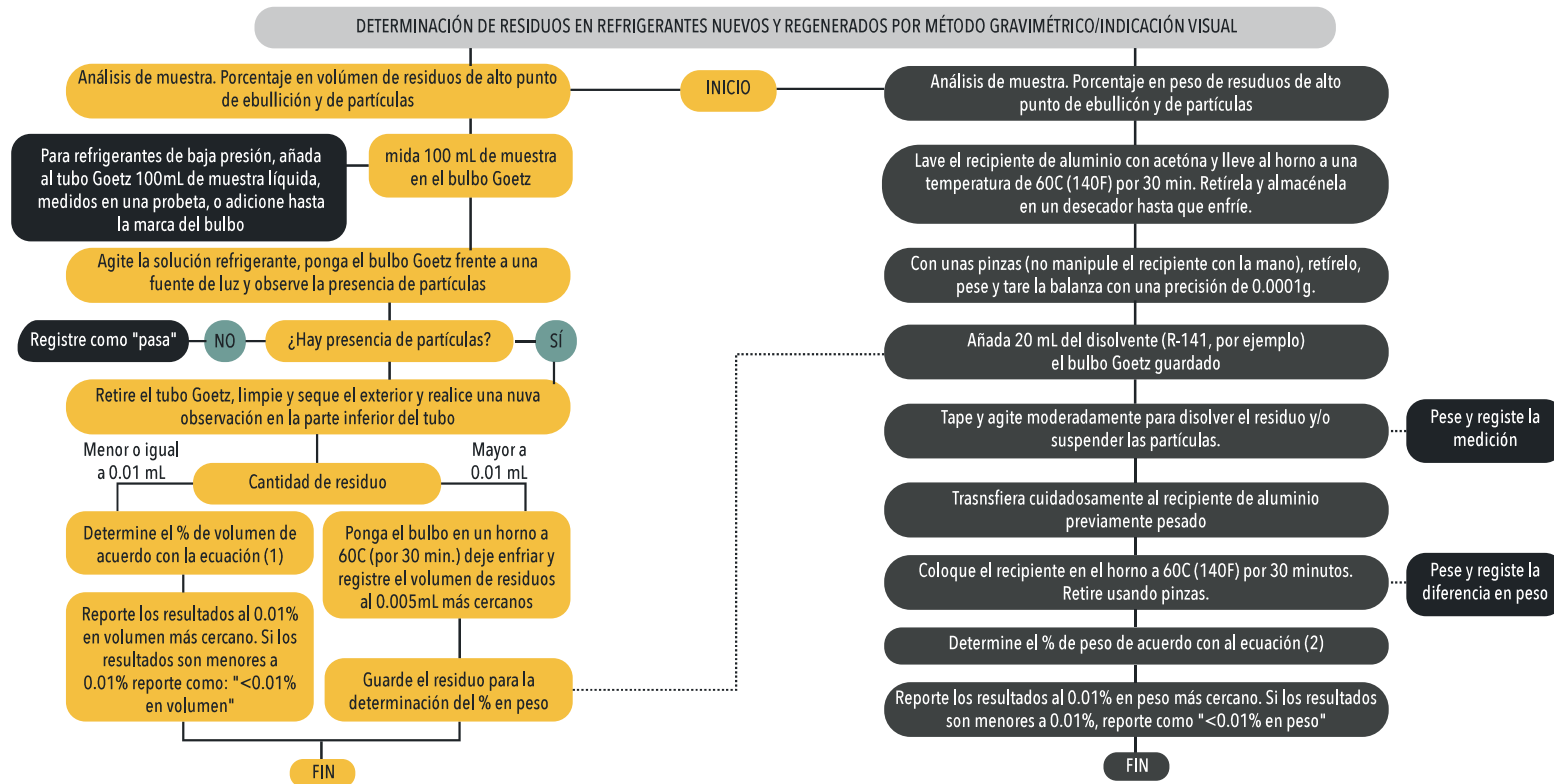 DETERMINACIÓN DE RESIDUOS EN REFRIGERANTES NUEVOS Y REGENERADOS POR MÉTODO GRAVIMÉTRICO/INDICACIÓN VISUAL
INICIO
Análisis de muestra. Porcentaje en volúmen de residuos de alto punto
de ebullición y de partículas
mida 100 mL de muestra
en el bulbo Goetz
Para refrigerantes de baja presión, añada
al tubo Goetz 100mL de muestra líquida,
medidos en una probeta, o adicione hasta
la marca del bulbo
Agite la solución refrigerante, ponga el bulbo Goetz frente a una
fuente de luz y observe la presencia de partículas
¿Hay presencia de partículas?
NO
Registre como "pasa"
SÍ
Retire el tubo Goetz, limpie y seque el exterior y realice una nuva
observación en la parte inferior del tubo
Cantidad de residuo
Menor o igual
a 0.01 mL
Determine el % de volumen de
acuerdo con la ecuación (1)
Reporte los resultados al 0.01%
en volumen más cercano. Si los
resultados son menores a
0.01% reporte como: "<0.01%
en volumen"
Mayor a
0.01 mL
Ponga el bulbo en un horno a
60C (por 30 min.) deje enfriar y
registre el volumen de residuos
al 0.005mL más cercanos
Guarde el residuo para la
determinación del % en peso
FIN
Análisis de muestra. Porcentaje en peso de resuduos de alto
punto de ebullicón y de partículas
Lave el recipiente de aluminio con acetóna y lleve al horno a una
temperatura de 60C (140F) por 30 min. Retírela y almacénela
en un desecador hasta que enfríe.
Con unas pinzas (no manipule el recipiente con la mano), retírelo,
pese y tare la balanza con una precisión de 0.0001g.
Añada 20 mL del disolvente (R-141, por ejemplo)
el bulbo Goetz guardado
Tape y agite moderadamente para disolver el residuo y/o
suspender las partículas.
Pese y registe la
medición
Trasnsfiera cuidadosamente al recipiente de aluminio
previamente pesado
Coloque el recipiente en el horno a 60C (140F) por 30 minutos.
Retire usando pinzas.
Pese y registe la
diferencia en peso
Determine el % de peso de acuerdo con al ecuación (2)
Reporte los resultados al 0.01% en peso más cercano. Si los resultados
son menores a 0.01%, reporte como "<0.01% en peso"
FIN